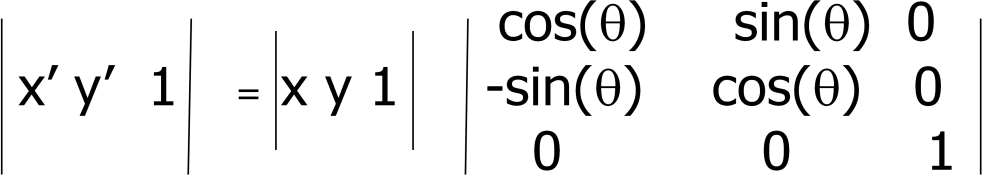 cos(θ) sin(θ) 0
|x′ y′ 1| = |x y 1| | -sin(θ) cos(θ) 0 |
0 0 1